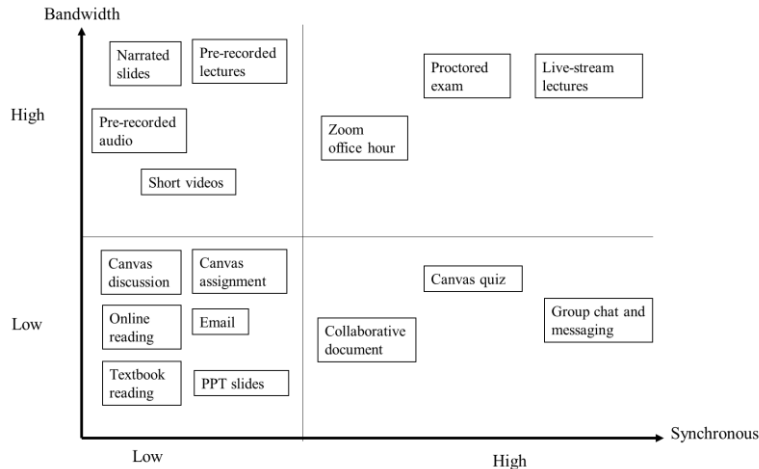 Bandwidth
High
Narrated
slides
Pre-recorded
lectures
Pre-recorded
audio
Short videos
Proctored
exam
Live-stream
lectures
Zoom
office hour
Low
Canvas
discussion
Canvas
assignment
Online
reading
Email
Textbook
reading
PPT slides
Canvas quiz
Group chat and
messaging
Collaborative
document
Synchronous
Low
High